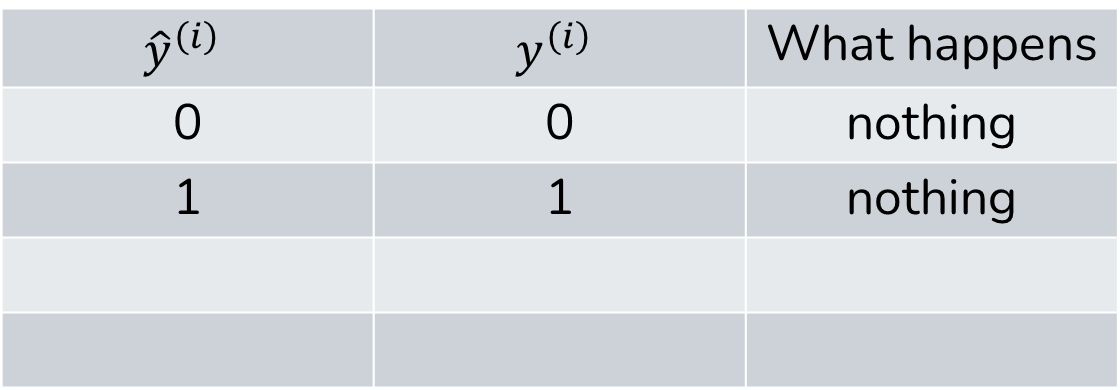 ŷ⁽ⁱ⁾ y⁽ⁱ⁾ What happens
0 0 nothing
1 1 nothing